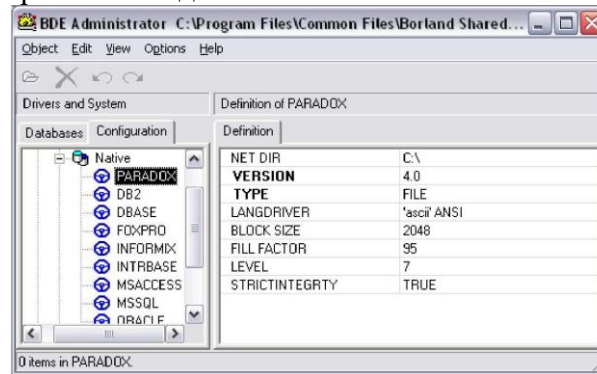 BDE Administrator C:\Program Files\Common Files\Borland Shared...
Object Edit View Options Help
Drivers and System
Definition of PARADOX
Databases Configuration
Definition
Native
PARADOX
DB2
DBASE
FOXPRO
INFORMIX
INTRBASE
MSACCESS
MSSQL
ORACLE
NET DIR C:\
VERSION 4.0
TYPE FILE
LANGDRIVER 'ascii' ANSI
BLOCK SIZE 2048
FILL FACTOR 95
LEVEL 7
STRICTINTEGRTY TRUE
0 items in PARADOX.